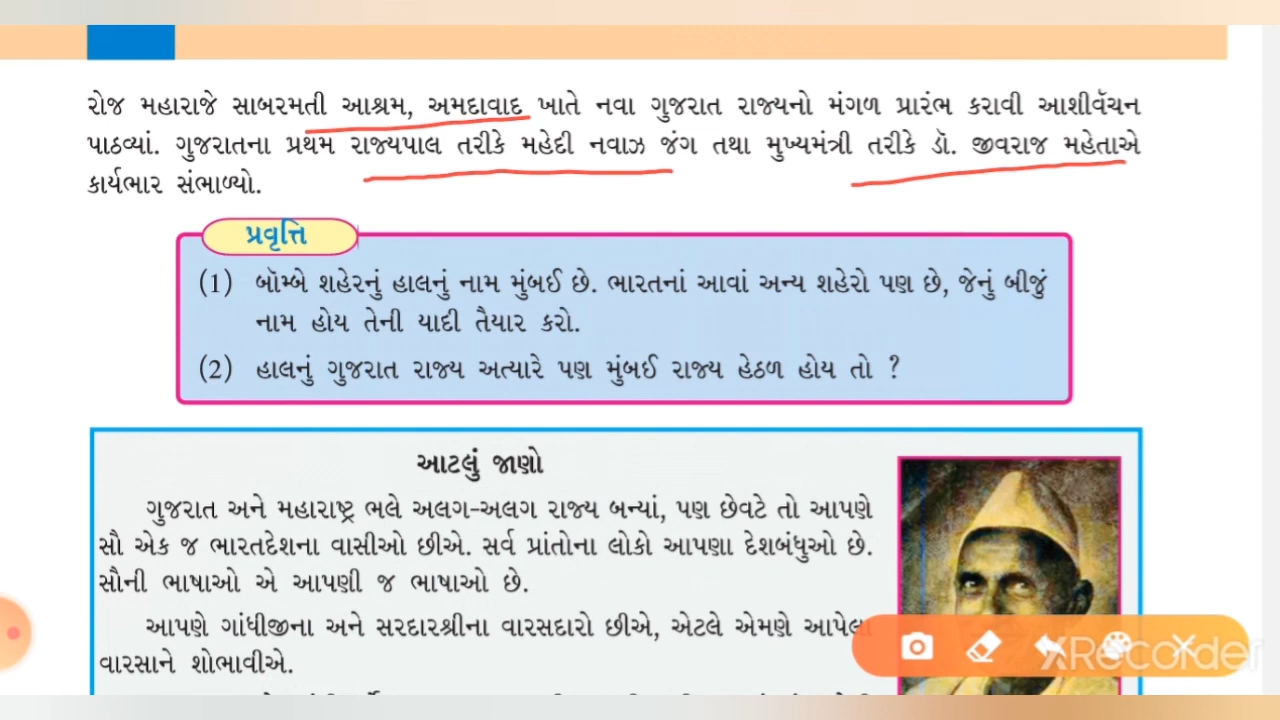 રોજ મહારાજે સાબરમતી આશ્રમ, અમદાવાદ ખાતે નવા ગુજરાત રાજ્યનો મંગળ પ્રારંભ કરાવી આશીર્વચન
પાઠવ્યાં. ગુજરાતના પ્રથમ રાજ્યપાલ તરીકે મહેદી નવાઝ જંગ તથા મુખ્યમંત્રી તરીકે ડૉ. જીવરાજ મહેતાએ
કાર્યભાર સંભાળ્યો.
પ્રવૃત્તિ
(1) બૉમ્બે શહેરનું હાલનું નામ મુંબઈ છે. ભારતનાં આવાં અન્ય શહેરો પણ છે, જેનું બીજું
નામ હોય તેની યાદી તૈયાર કરો.
(2) હાલનું ગુજરાત રાજ્ય અત્યારે પણ મુંબઈ રાજ્ય હેઠળ હોય તો ?
આટલું જાણો
ગુજરાત અને મહારાષ્ટ્ર ભલે અલગ-અલગ રાજ્ય બન્યાં, પણ છેવટે તો આપણે
સૌ એક જ ભારતદેશના વાસીઓ છીએ. સર્વ પ્રાંતોના લોકો આપણા દેશબંધુઓ છે.
સૌની ભાષાઓ એ આપણી જ ભાષાઓ છે.
આપણે ગાંધીજીના અને સરદારશ્રીના વારસદારો છીએ, એટલે એમણે આપેલા
વારસાને શોભાવીએ.
XRecorder